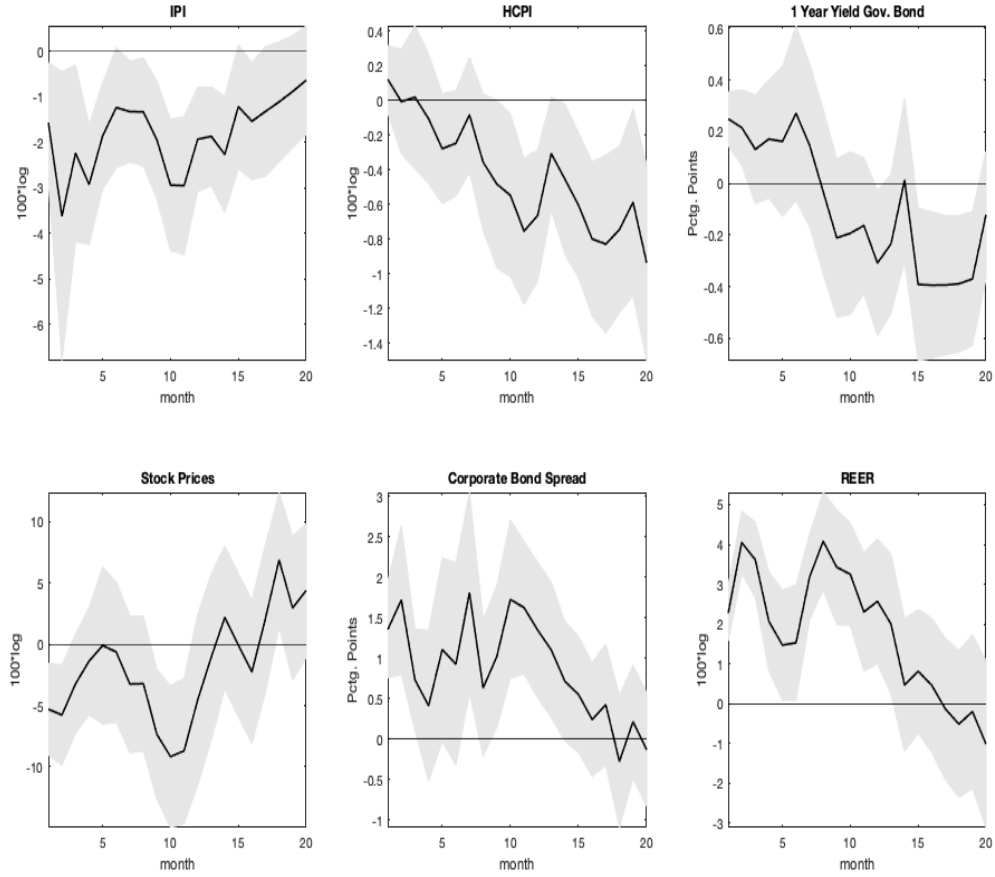 IPI
0
-1
-2
-3
-4
-5
-6
100*log
5 10 15 20
month
HCPI
0.4
0.2
0
-0.2
-0.4
-0.6
-0.8
-1
-1.2
-1.4
100*log
5 10 15 20
month
1 Year Yield Gov. Bond
0.6
0.4
0.2
0
-0.2
-0.4
-0.6
Pctg. Points
5 10 15 20
month
Stock Prices
10
5
0
-5
-10
100*log
5 10 15 20
month
Corporate Bond Spread
3
2.5
2
1.5
1
0.5
0
-0.5
-1
Pctg. Points
5 10 15 20
month
REER
5
4
3
2
1
0
-1
-2
-3
100*log
5 10 15 20
month